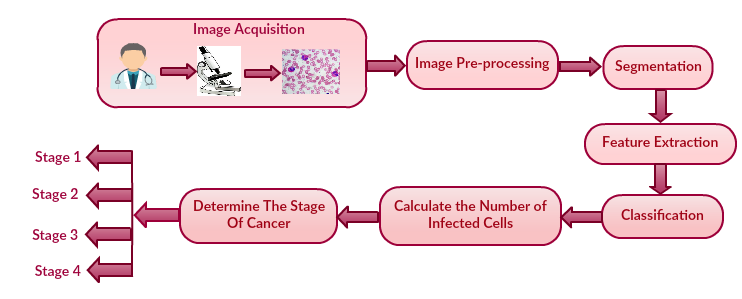 Image Acquisition
Image Pre-processing
Segmentation
Feature Extraction
Classification
Calculate the Number of
Infected Cells
Determine The Stage
Of Cancer
Stage 1
Stage 2
Stage 3
Stage 4